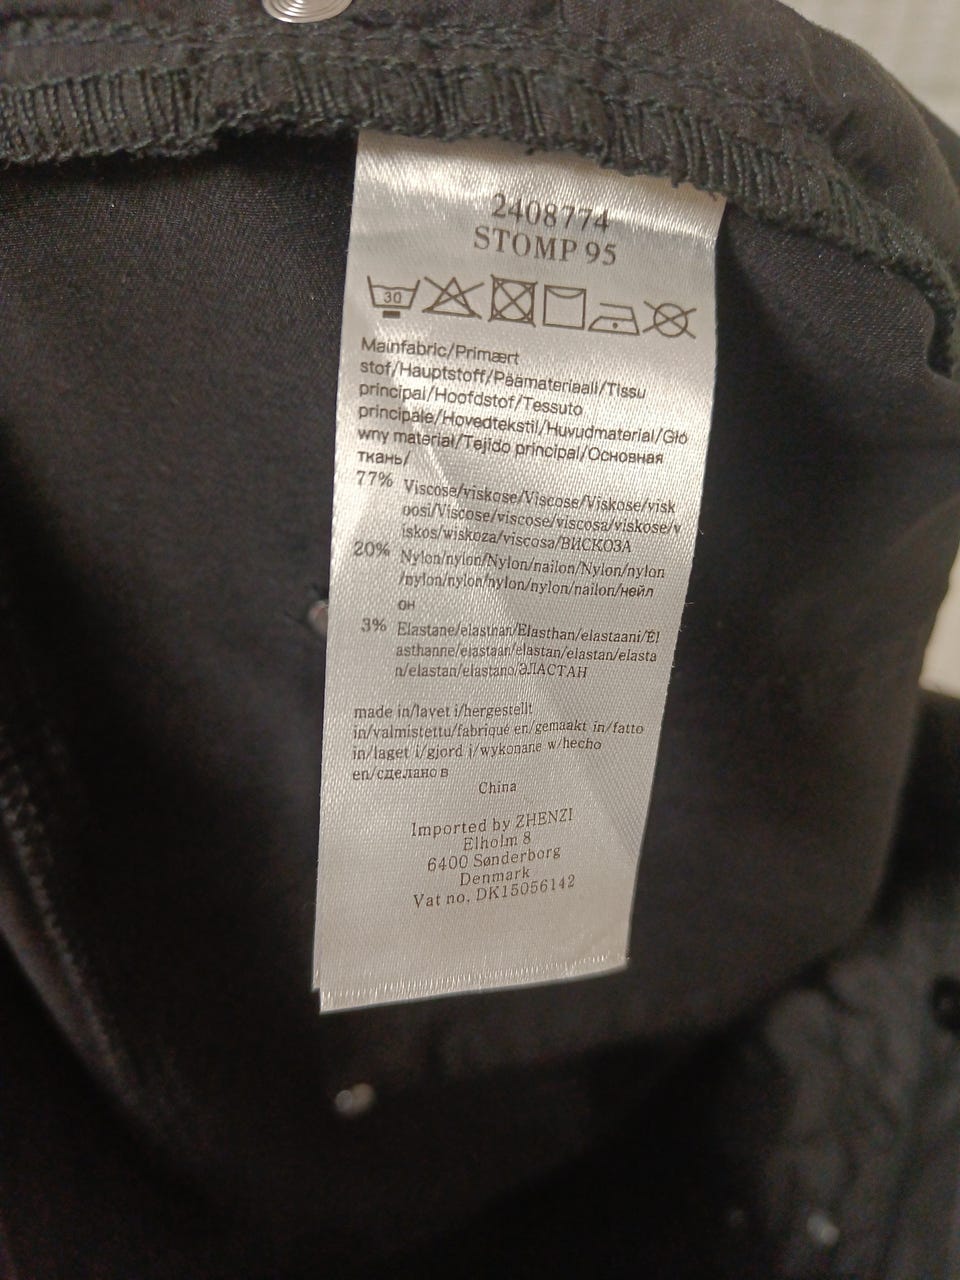 2408774
STOMP 95
30
Mainfabric/Primært
stof/Hauptstoff/Päämateriaali/Tissu
principal/Hoofdstof/Tessuto
principale/Hovedtekstil/Huvudmaterial/Głó
wny materiał/Tejido principal/Основная
ткань/
77% Viscose/viskose/Viscose/Viskose/visk
oosi/Viscose/viscose/viscosa/viskose/v
iskos/wiskoza/viscosa/ВИСКОЗА
20% Nylon/nylon/Nylon/nailon/Nylon/nylon
/nylon/nylon/nylon/nylon/nailon/нейл
он
3% Elastane/elasthan/Elasthan/elastaani/Él
asthanne/elastaan/elastan/elastan/elasta
n/elastan/elastano/ЭЛАСТАН
made in/lavet i/hergestellt
in/valmistettu/fabriqué en/gemaakt in/fatto
in/laget i/gjord i/wykonane w/hecho
en/сделано в
China
Imported by ZHENZI
Elholm 8
6400 Sønderborg
Denmark
Vat no. DK15056142